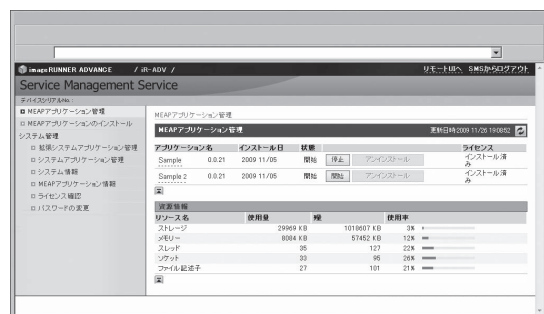 imageRUNNER ADVANCE / iR-ADV / リモートUIへ SMSからログアウト
Service Management Service
デバイスシリアルNo. :
MEAPアプリケーション管理
MEAPアプリケーションのインストール
システム管理
拡張システムアプリケーション管理
システムアプリケーション管理
システム情報
MEAPアプリケーション情報
ライセンス確認
パスワードの変更
MEAPアプリケーション管理
MEAPアプリケーション管理 更新日時:2009 11/26 19:08:52
アプリケーション名 インストール日 状態 ライセンス
Sample 0.0.21 2009 11/05 開始 停止 アンインストール インストール済み
Sample 2 0.0.21 2009 11/05 開始 開始 アンインストール インストール済み
資源情報
リソース名 使用量 残 使用率
ストレージ 29969 KB 1018607 KB 3%
メモリー 8084 KB 57452 KB 12%
スレッド 35 127 22%
ソケット 33 95 26%
ファイル記述子 27 101 21%